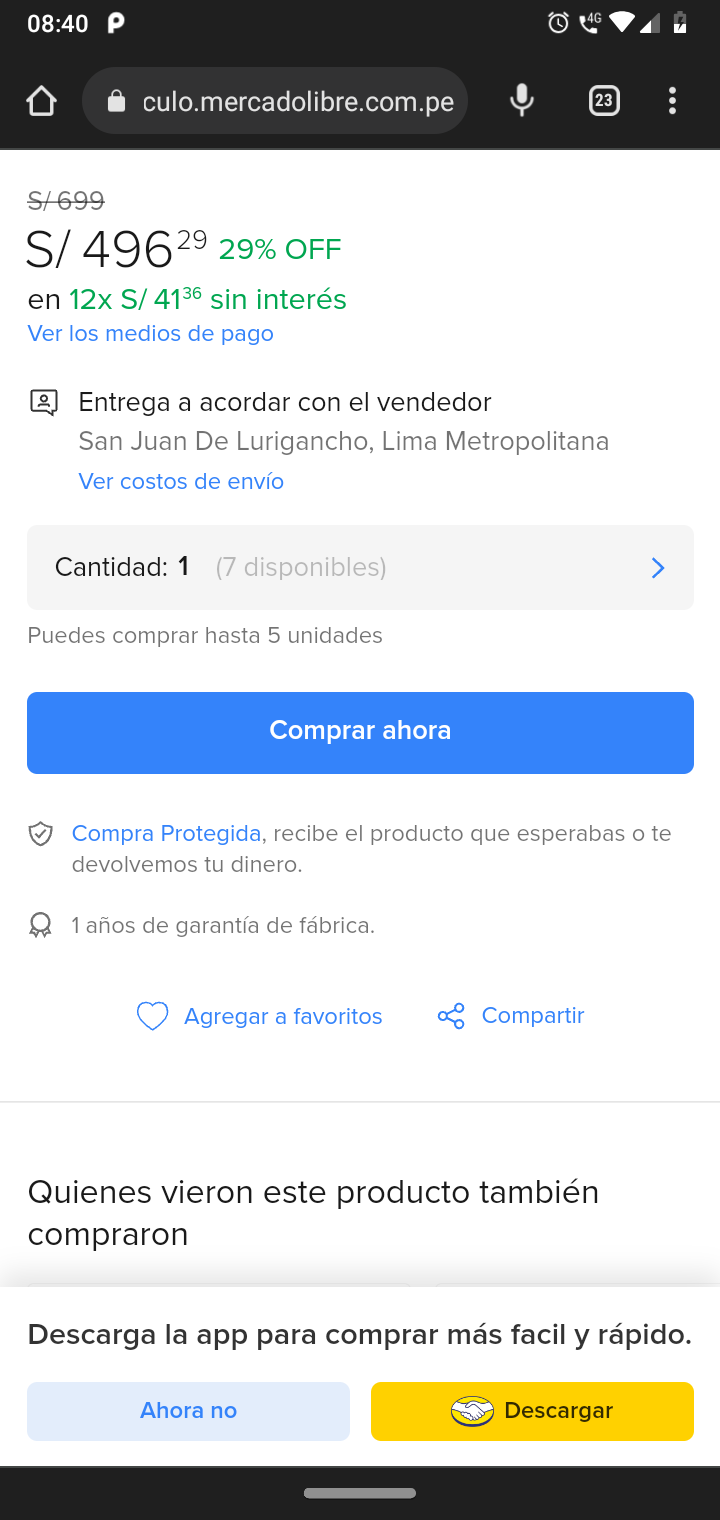 08:40
4G
culo.mercadolibre.com.pe
23
S/ 699
S/ 496 29 29% OFF
en 12x S/ 41 36 sin interés
Ver los medios de pago
Entrega a acordar con el vendedor
San Juan De Lurigancho, Lima Metropolitana
Ver costos de envío
Cantidad: 1 (7 disponibles)
Puedes comprar hasta 5 unidades
Comprar ahora
Compra Protegida, recibe el producto que esperabas o te
devolvemos tu dinero.
1 años de garantía de fábrica.
Agregar a favoritos
Compartir
Quienes vieron este producto también
compraron
Descarga la app para comprar más facil y rápido.
Ahora no
Descargar